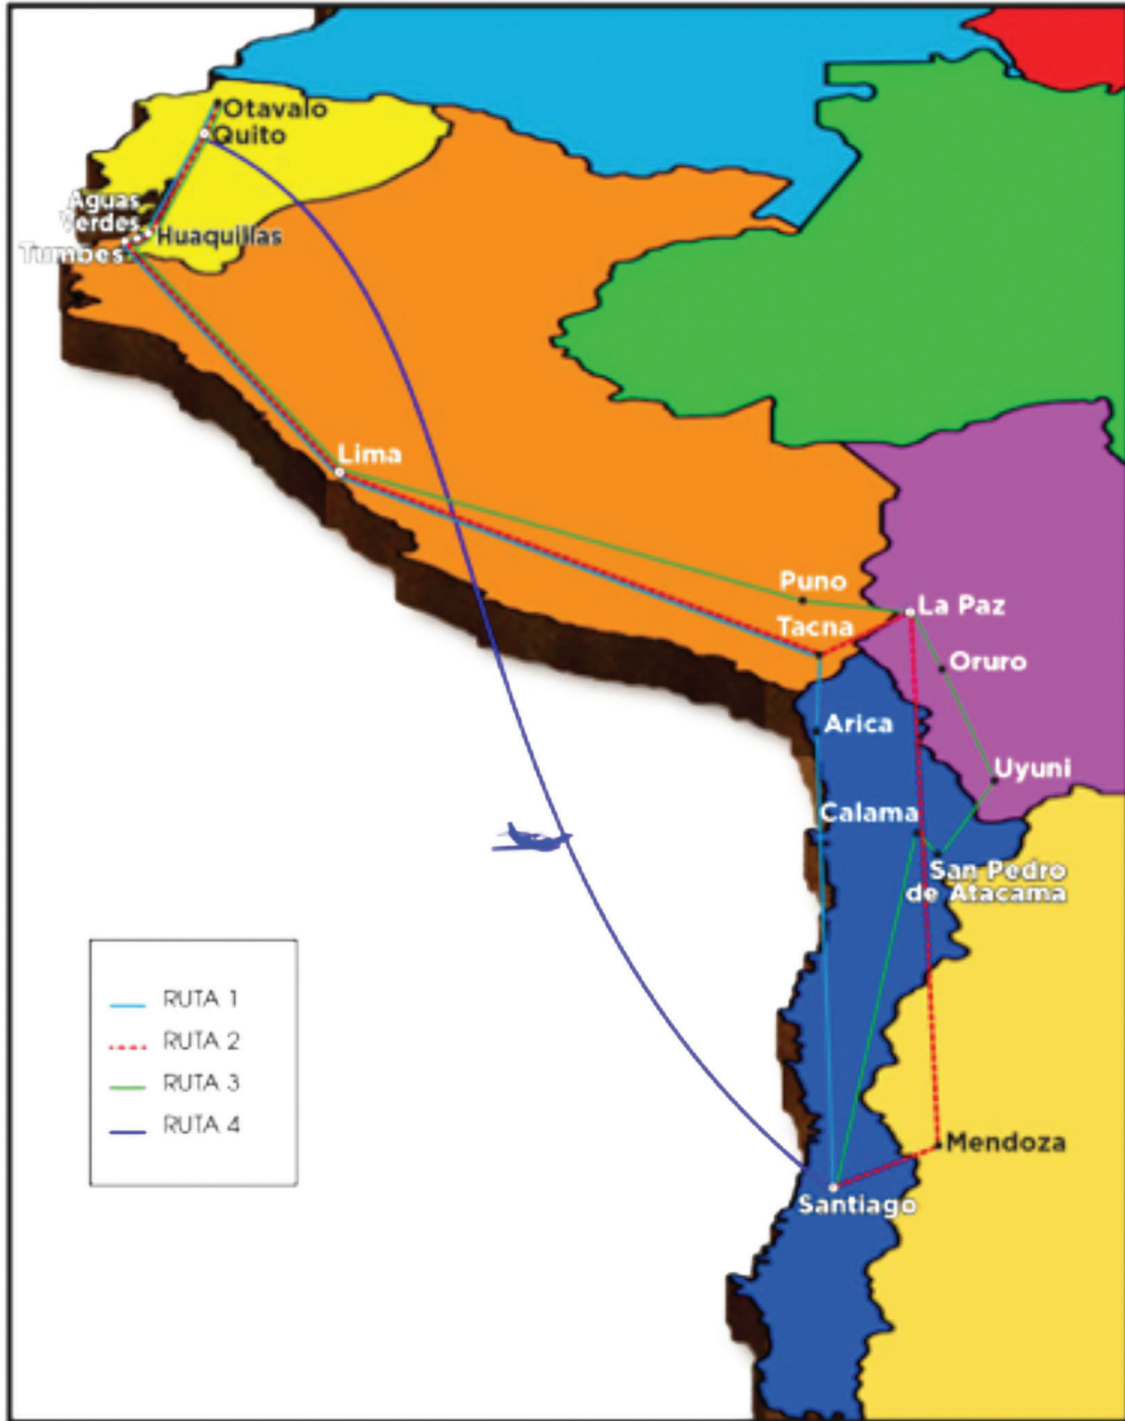 Otavalo
Quito
Aguas
Verdes
Huaquillas
Tumbes
Lima
Puno
La Paz
Tacna
Oruro
Arica
Uyuni
Calama
San Pedro
de Atacama
RUTA 1
RUTA 2
RUTA 3
RUTA 4
Mendoza
Santiago